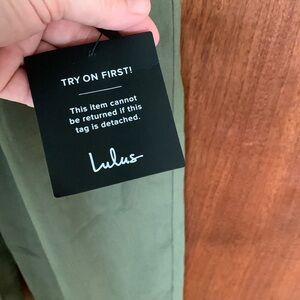 TRY ON FIRST!
This item cannot
be returned if this
tag is detached.
Lulus